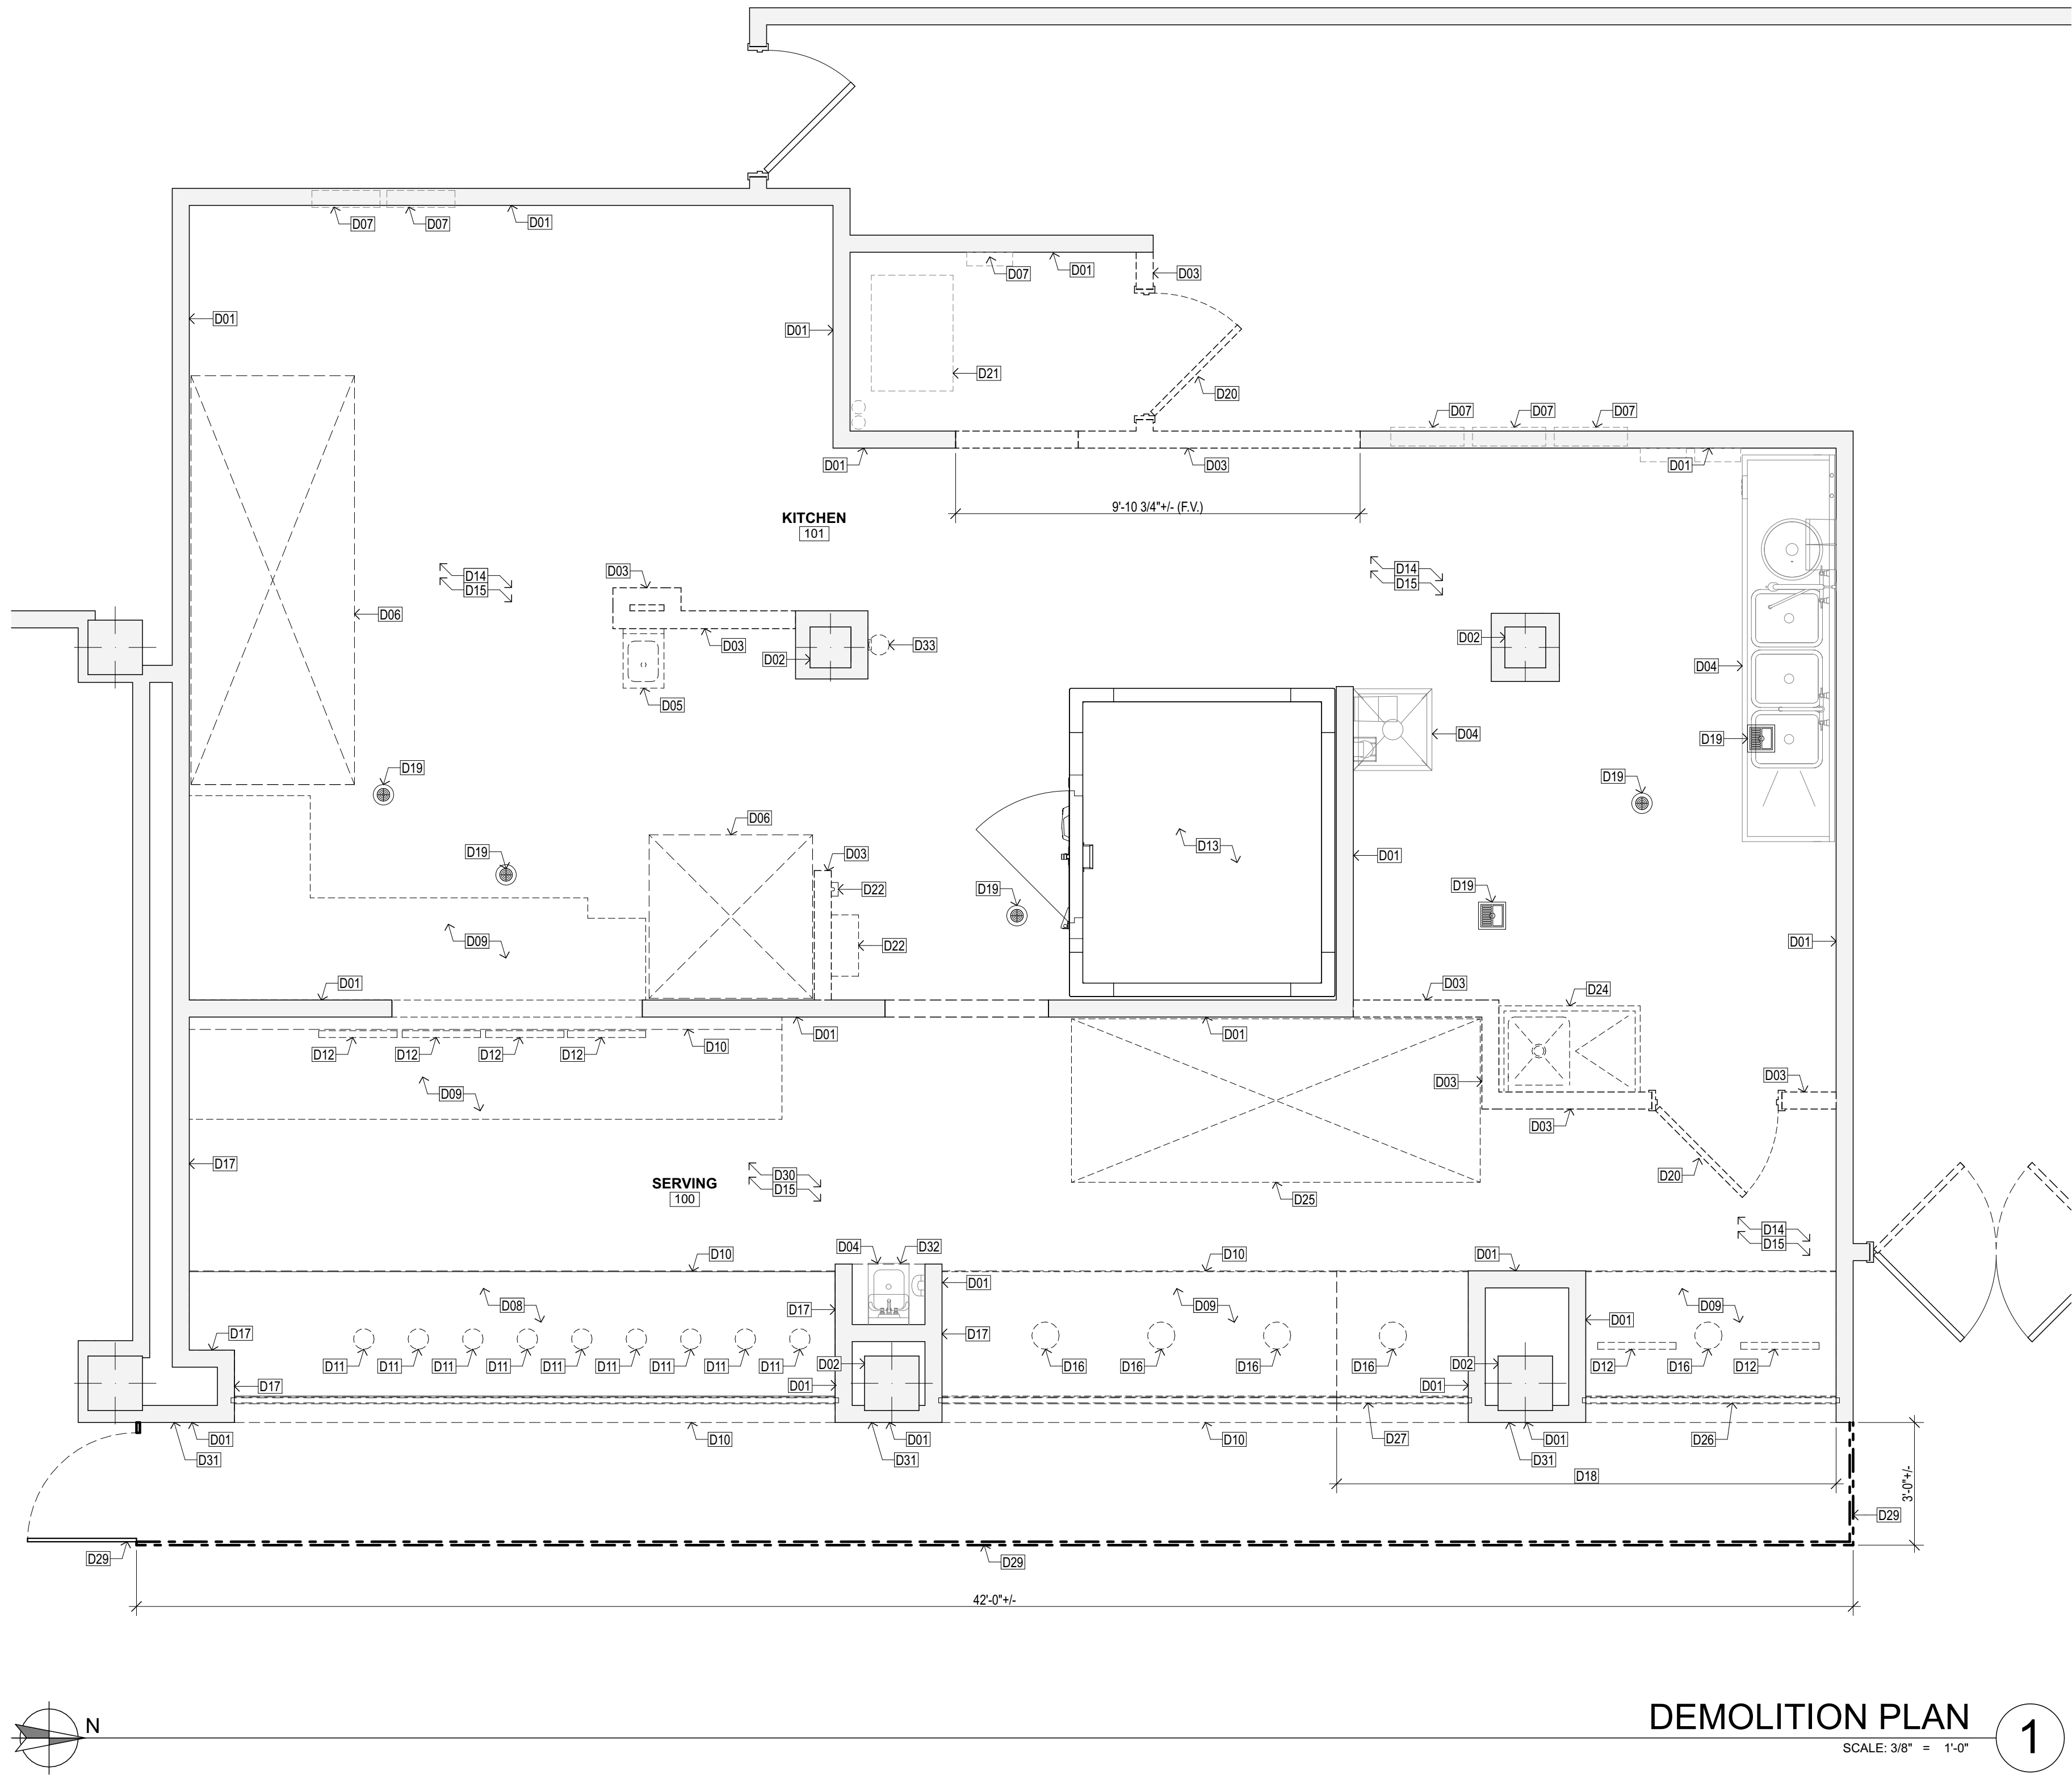 D07 D07 D01
D07 D01 D03
D01
D01
D21
D20
D07 D07 D07
D01 D03 D01
9'-10 3/4"+/- (F.V.)
KITCHEN
101
D14
D15
D03
D14
D15
D06
D03
D02
D33
D02
D04
D05
D04
D19
D19
D19
D06
D13
D19
D03
D01
D22
D19
D19
D09
D22
D01
D01
D03
D24
D12 D12 D12 D12
D10
D01
D01
D09
D03
D03
D03
D17
D20
SERVING
100
D30
D15
D25
D14
D15
D10
D04
D32
D10
D01
D01
D08
D17
D09
D01
D09
D17
D17
D01
D11 D11 D11 D11 D11 D11 D11 D11 D11
D02
D16 D16 D16 D16
D02
D12 D16 D12
D17
D01
D01
D01
D31
D10
D01
D31
D10
D27
D01
D31
D26
D18
3'-0"+/-
D29
D29
D29
42'-0"+/-
N
DEMOLITION PLAN
SCALE: 3/8" = 1'-0"
1